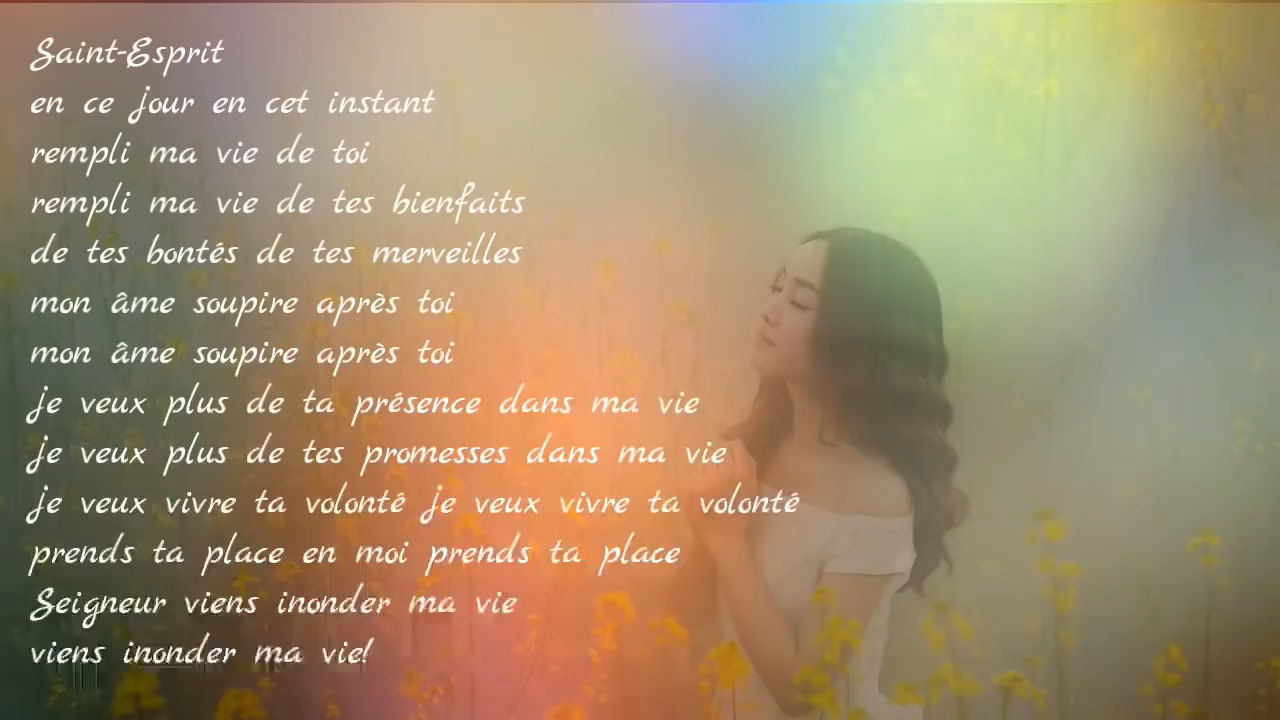 Saint-Esprit
en ce jour en cet instant
rempli ma vie de toi
rempli ma vie de tes bienfaits
de tes bontés de tes merveilles
mon âme soupire après toi
mon âme soupire après toi
je veux plus de ta présence dans ma vie
je veux plus de tes promesses dans ma vie
je veux vivre ta volonté je veux vivre ta volonté
prends ta place en moi prends ta place
Seigneur viens inonder ma vie
viens inonder ma vie!